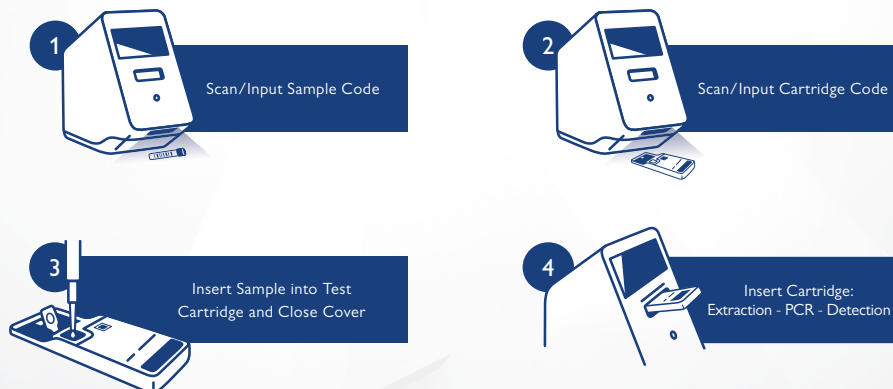 1
Scan/Input Sample Code
2
Scan/Input Cartridge Code
3
Insert Sample into Test
Cartridge and Close Cover
4
Insert Cartridge:
Extraction - PCR - Detection